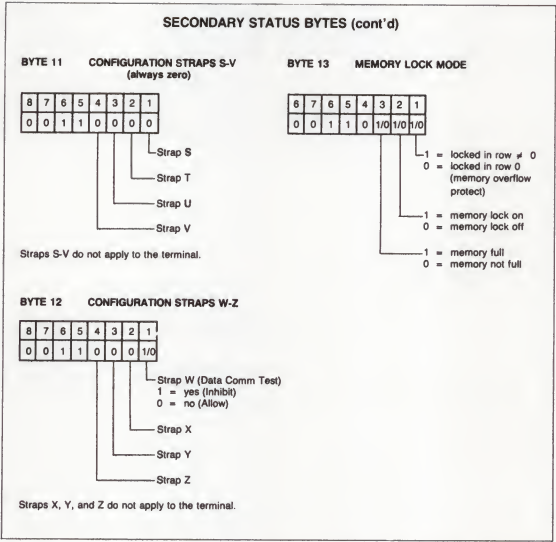 SECONDARY STATUS BYTES (cont'd)
BYTE 11 CONFIGURATION STRAPS S-V
(always zero)
8 7 6 5 4 3 2 1
0 0 1 1 0 0 0 0
Strap S
Strap T
Strap U
Strap V
Straps S-V do not apply to the terminal.
BYTE 12 CONFIGURATION STRAPS W-Z
8 7 6 5 4 3 2 1
0 0 1 1 0 0 0 1/0
Strap W (Data Comm Test)
1 = yes (Inhibit)
0 = no (Allow)
Strap X
Strap Y
Strap Z
Straps X, Y, and Z do not apply to the terminal.
BYTE 13 MEMORY LOCK MODE
6 7 6 5 4 3 2 1
0 0 1 1 0 1/0 1/0 1/0
1 = locked in row ≠ 0
0 = locked in row 0
(memory overflow
protect)
1 = memory lock on
0 = memory lock off
1 = memory full
0 = memory not full